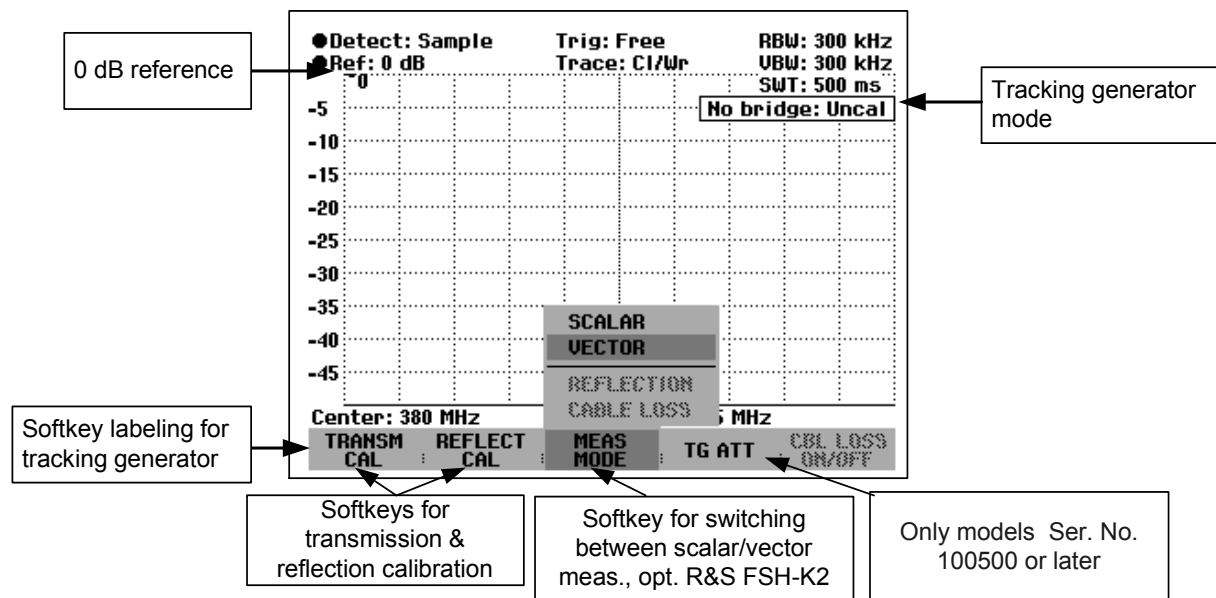 0 dB reference
Detect: Sample Trig: Free RBW: 300 kHz
Ref: 0 dB Trace: Cl/Wr VBW: 300 kHz
0 SWT: 500 ms
-5 No bridge: Uncal
Tracking generator
mode
-10
-15
-20
-25
-30
-35
SCALAR
-40
VECTOR
-45
REFLECTION
CABLE LOSS
Center: 380 MHz MHz
Softkey labeling for
tracking generator
TRANSM
CAL
REFLECT
CAL
MEAS
MODE
TG ATT
CBL LOSS
ON/OFF
Softkeys for
transmission &
reflection calibration
Softkey for switching
between scalar/vector
meas., opt. R&S FSH-K2
Only models Ser. No.
100500 or later